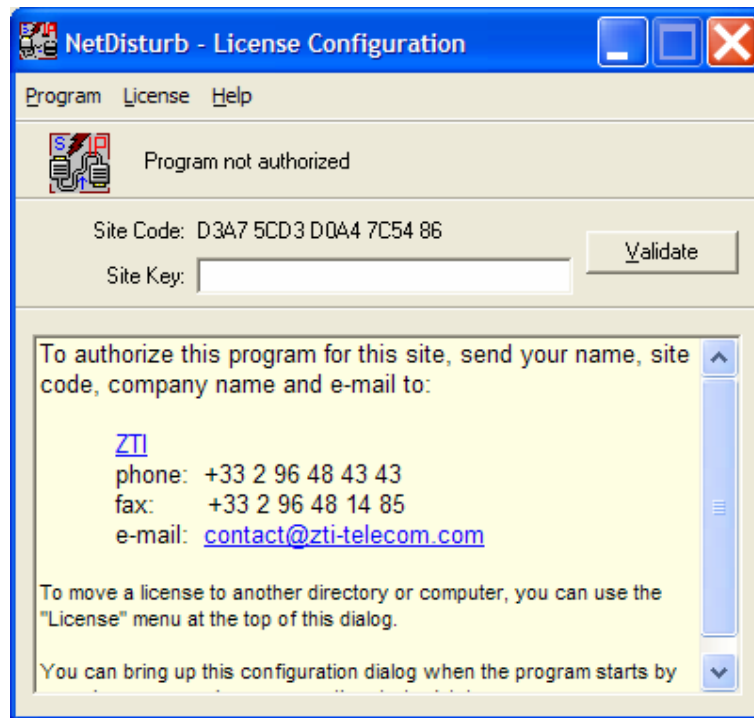 NetDisturb - License Configuration
Program License Help
Program not authorized
Site Code: D3A7 5CD3 D0A4 7C54 86
Validate
Site Key:
To authorize this program for this site, send your name, site
code, company name and e-mail to:
ZTI
phone: +33 2 96 48 43 43
fax: +33 2 96 48 14 85
e-mail: contact@zti-telecom.com
To move a license to another directory or computer, you can use the
"License" menu at the top of this dialog.
You can bring up this configuration dialog when the program starts by